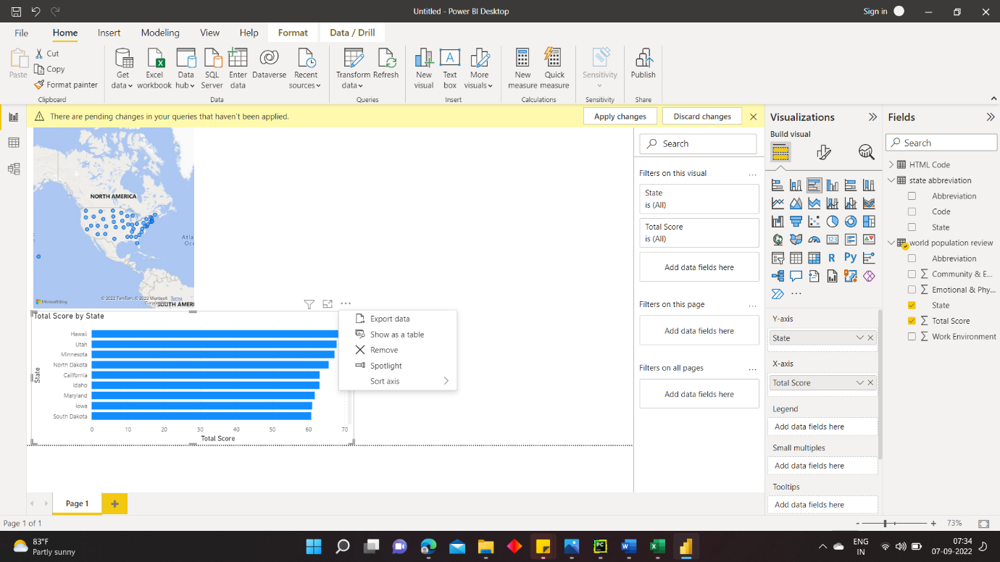 Untitled - Power BI Desktop
Sign in
File
Home
Insert
Modeling
View
Help
Format
Data / Drill
Paste
Cut
Copy
Format painter
Clipboard
Get data
Excel workbook
Data hub
SQL Server
Enter data
Dataverse
Recent sources
Data
Transform data
Refresh
Queries
New visual
Text box
More visuals
Insert
New measure
Quick measure
Calculations
Sensitivity
Sensitivity
Publish
Share
There are pending changes in your queries that haven't been applied.
Apply changes
Discard changes
NORTH AMERICA
Atla
Oce
Microsoft Bing
© 2022 TomTom, © 2022 Microsoft Corporation Terms
SOUTH AMERI
Total Score by State
State
Hawaii
Utah
Minnesota
North Dakota
California
Idaho
Maryland
Iowa
South Dakota
0 10 20 30 40 50 60 70
Total Score
Export data
Show as a table
Remove
Spotlight
Sort axis
Search
Filters on this visual
...
State
is (All)
Total Score
is (All)
Add data fields here
Filters on this page
...
Add data fields here
Filters on all pages
...
Add data fields here
Visualizations
Build visual
123
R
Py
...
Y-axis
State
X-axis
Total Score
Legend
Add data fields here
Small multiples
Add data fields here
Tooltips
Add data fields here
Fields
Search
HTML Code
state abbreviation
Abbreviation
Code
State
world population review
Abbreviation
Community & E...
Emotional & Phy...
State
Total Score
Work Environment
Page 1
Page 1 of 1
73%
83°F
Partly sunny
ENG
IN
07:34
07-09-2022